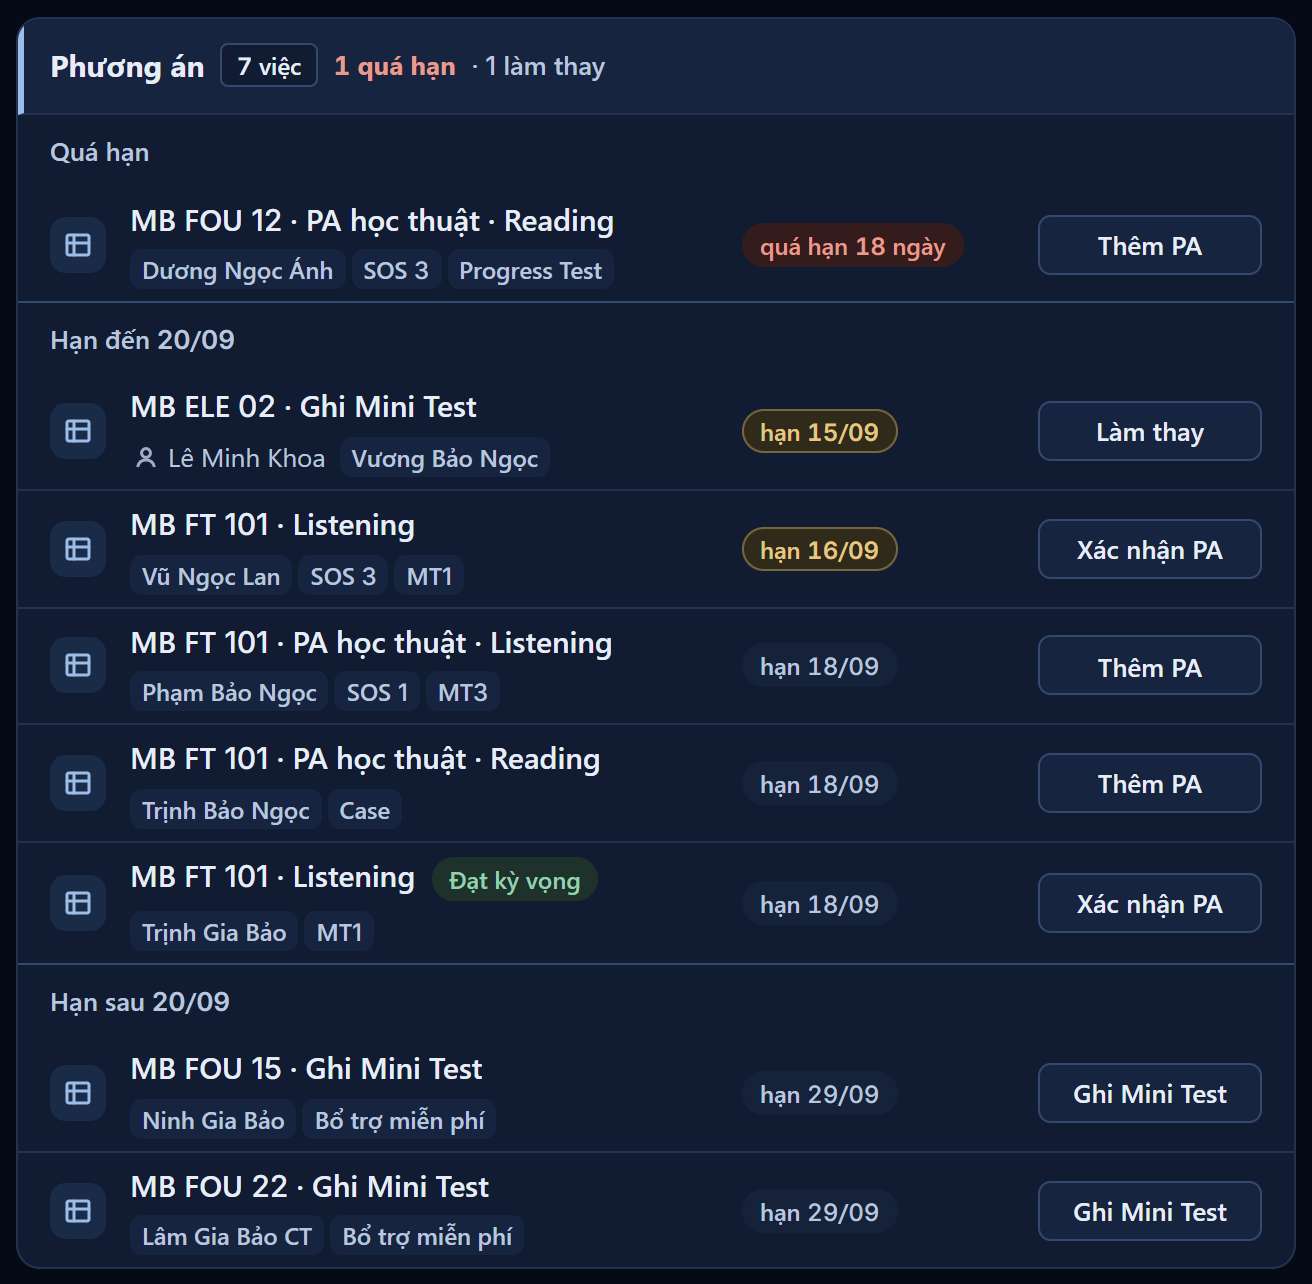 Phương án 7 việc 1 quá hạn · 1 làm thay
Quá hạn
MB FOU 12 · PA học thuật · Reading
Dương Ngọc Ánh SOS 3 Progress Test
quá hạn 18 ngày
Thêm PA
Hạn đến 20/09
MB ELE 02 · Ghi Mini Test
Lê Minh Khoa Vương Bảo Ngọc
hạn 15/09
Làm thay
MB FT 101 · Listening
Vũ Ngọc Lan SOS 3 MT1
hạn 16/09
Xác nhận PA
MB FT 101 · PA học thuật · Listening
Phạm Bảo Ngọc SOS 1 MT3
hạn 18/09
Thêm PA
MB FT 101 · PA học thuật · Reading
Trịnh Bảo Ngọc Case
hạn 18/09
Thêm PA
MB FT 101 · Listening Đạt kỳ vọng
Trịnh Gia Bảo MT1
hạn 18/09
Xác nhận PA
Hạn sau 20/09
MB FOU 15 · Ghi Mini Test
Ninh Gia Bảo Bổ trợ miễn phí
hạn 29/09
Ghi Mini Test
MB FOU 22 · Ghi Mini Test
Lâm Gia Bảo CT Bổ trợ miễn phí
hạn 29/09
Ghi Mini Test